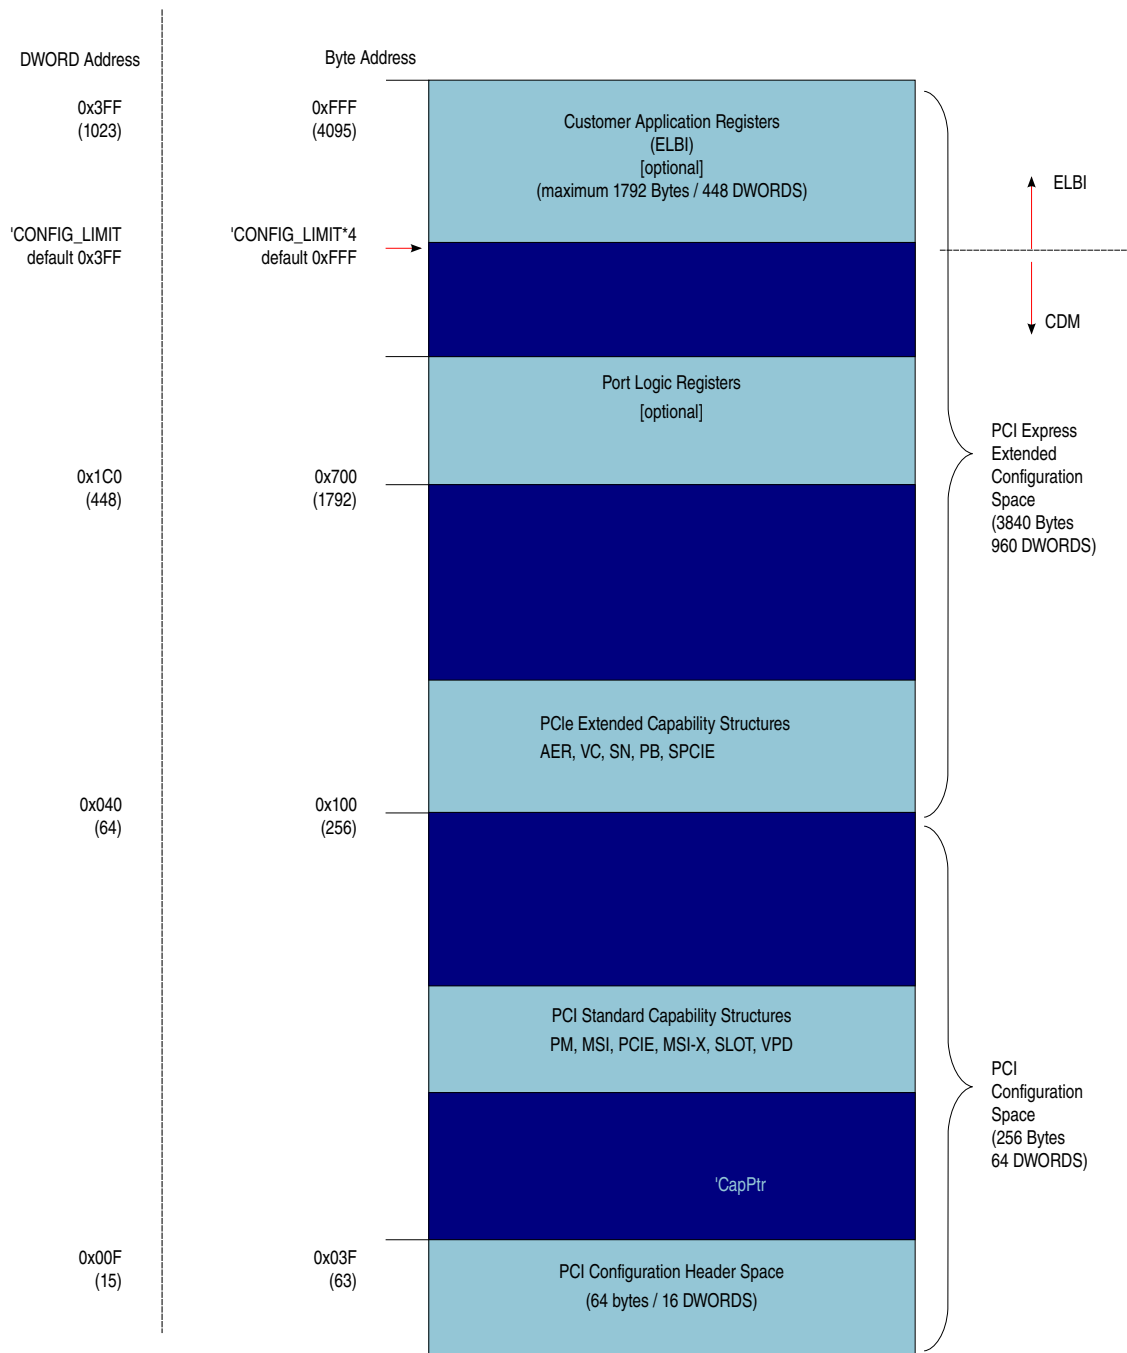 DWORD Address
Byte Address
0x3FF
(1023)
0xFFF
(4095)
Customer Application Registers
(ELBI)
[optional]
(maximum 1792 Bytes / 448 DWORDS)
ELBI
'CONFIG_LIMIT
default 0x3FF
'CONFIG_LIMIT*4
default 0xFFF
CDM
Port Logic Registers
[optional]
PCI Express
Extended
Configuration
Space
(3840 Bytes
960 DWORDS)
0x1C0
(448)
0x700
(1792)
PCIe Extended Capability Structures
AER, VC, SN, PB, SPCIE
0x040
(64)
0x100
(256)
PCI Standard Capability Structures
PM, MSI, PCIE, MSI-X, SLOT, VPD
PCI
Configuration
Space
(256 Bytes
64 DWORDS)
'CapPtr
0x00F
(15)
0x03F
(63)
PCI Configuration Header Space
(64 bytes / 16 DWORDS)